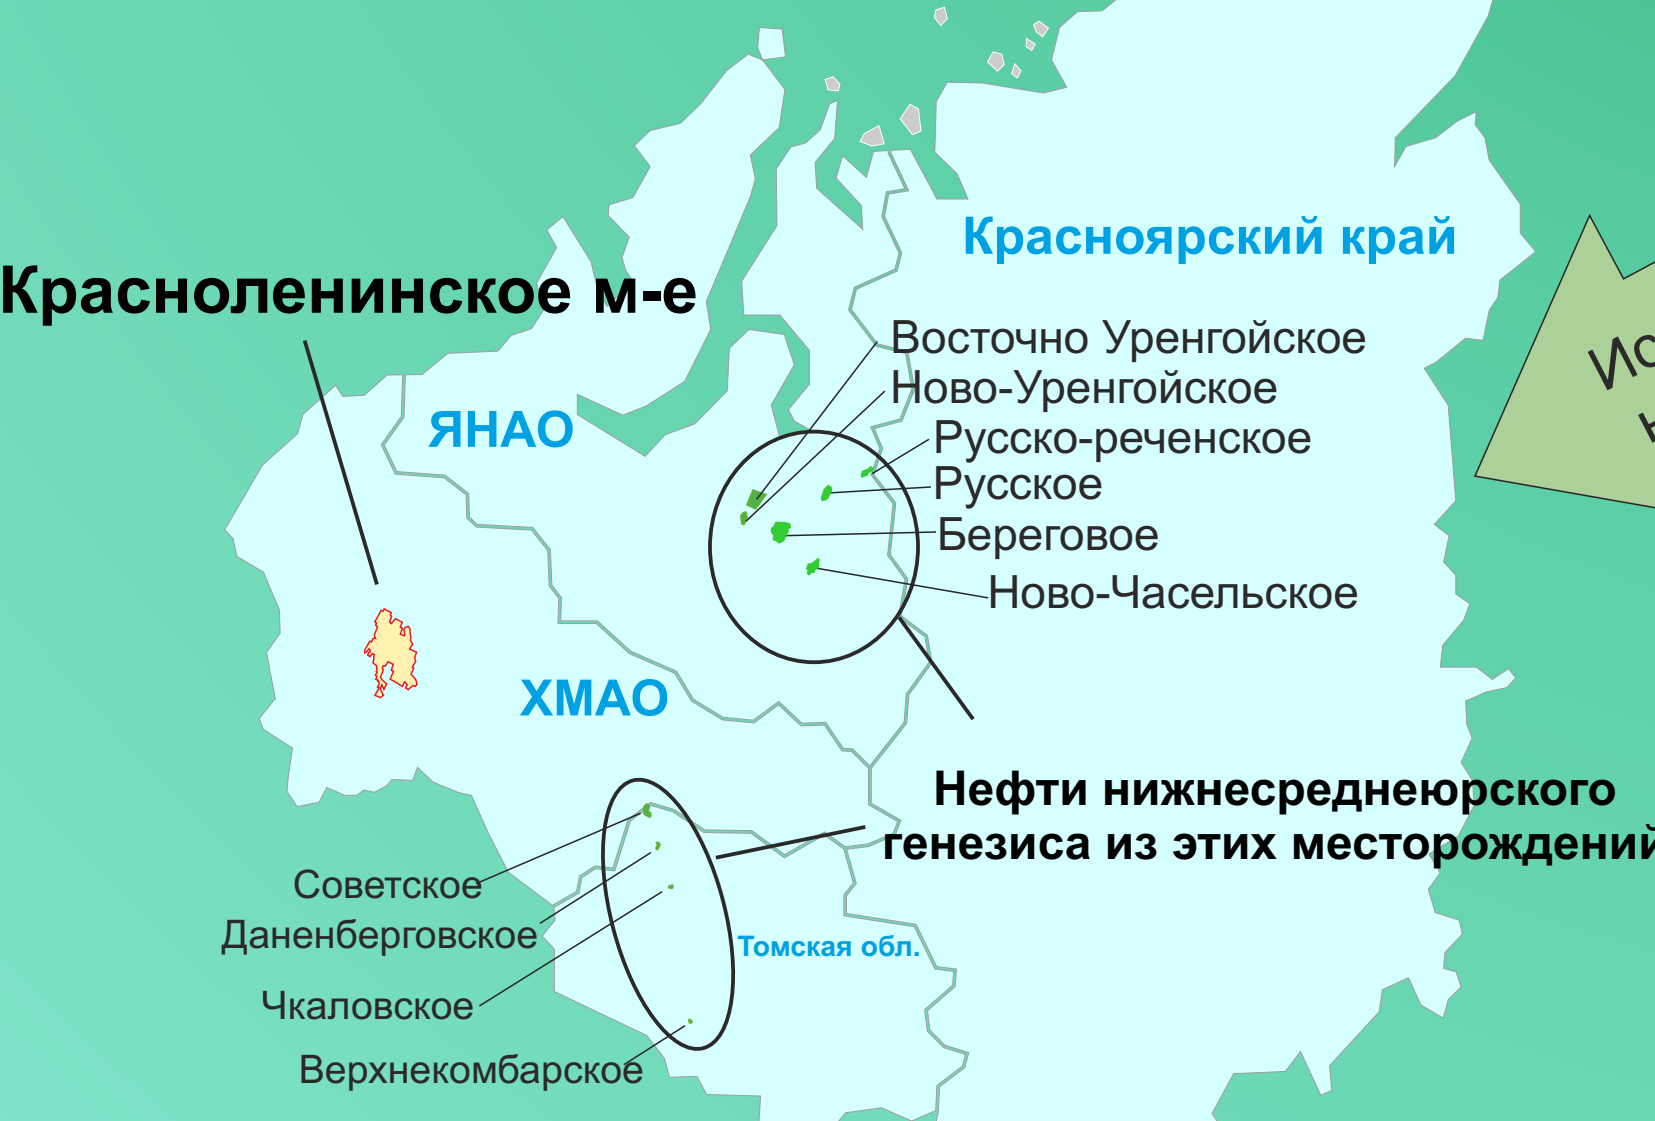 Красноярский край
Красноленинское м-е
Восточно Уренгойское
Ново-Уренгойское
ЯНАО
Русско-реченское
Русское
Береговое
Ново-Часельское
ХМАО
Нефти нижнесреднеюрского
генезиса из этих месторождений
Советское
Даненберговское
Томская обл.
Чкаловское
Верхнекомбарское